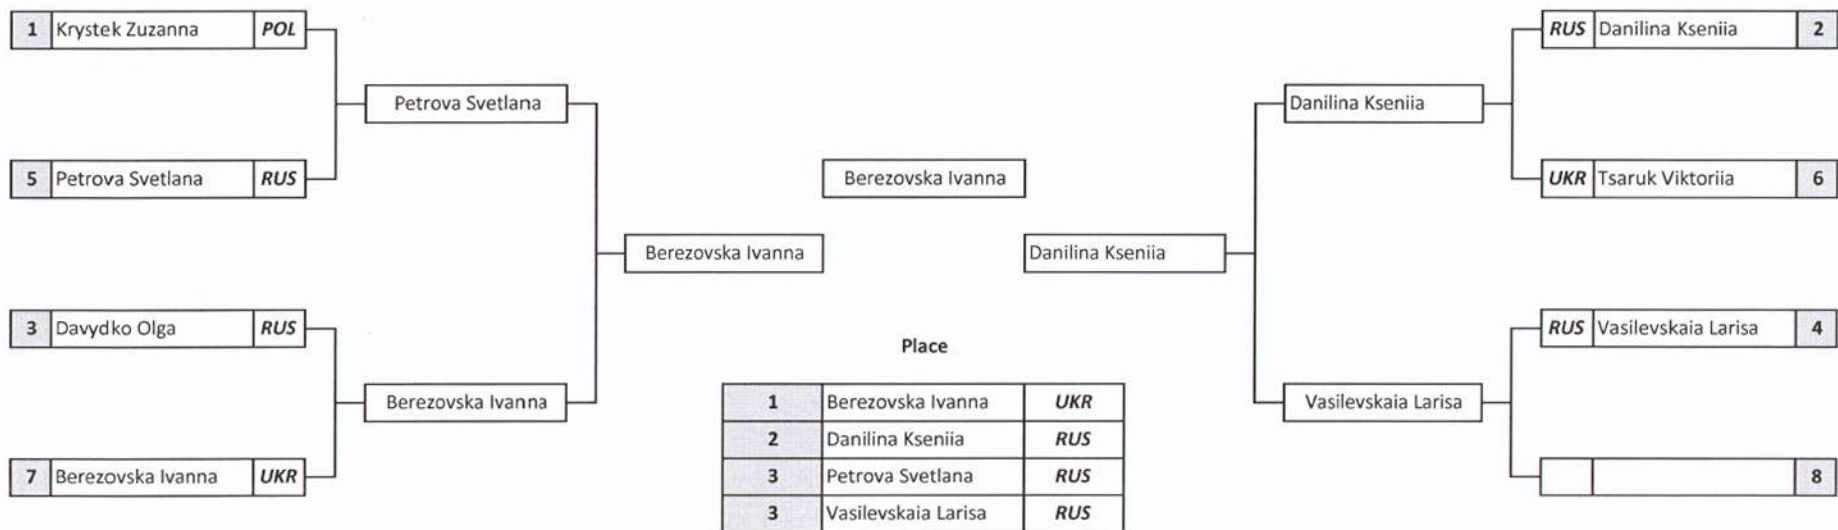 1 Krystek Zuzanna POL
RUS Danilina Kseniia 2
Petrova Svetlana
Danilina Kseniia
5 Petrova Svetlana RUS
Berezovska Ivanna
UKR Tsaruk Viktoriia 6
Berezovska Ivanna
Danilina Kseniia
3 Davydko Olga RUS
RUS Vasilevskaia Larisa 4
Place
Berezovska Ivanna
1 Berezovska Ivanna UKR
Vasilevskaia Larisa
2 Danilina Kseniia RUS
7 Berezovska Ivanna UKR
3 Petrova Svetlana RUS
8
3 Vasilevskaia Larisa RUS